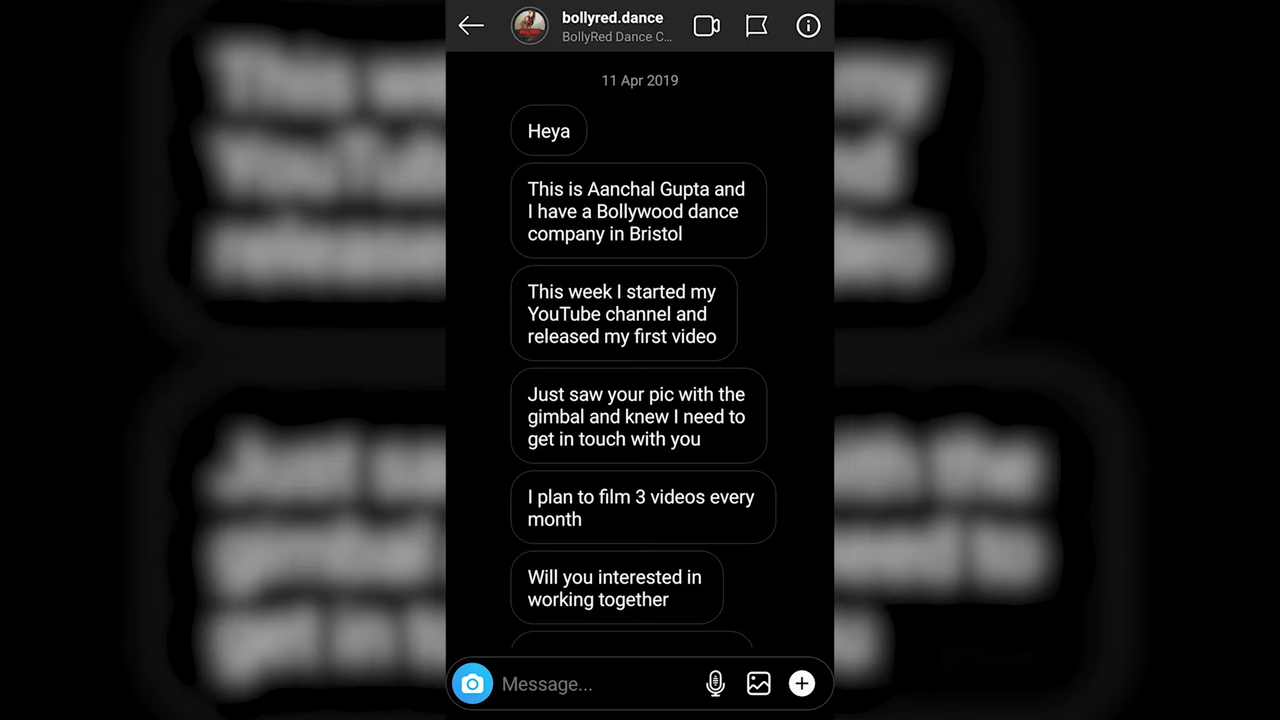 bollyred.dance
BollyRed Dance C...
11 Apr 2019
Heya
This is Aanchal Gupta and
I have a Bollywood dance
company in Bristol
This week I started my
YouTube channel and
released my first video
Just saw your pic with the
gimbal and knew I need to
get in touch with you
I plan to film 3 videos every
month
Will you interested in
working together
Message...